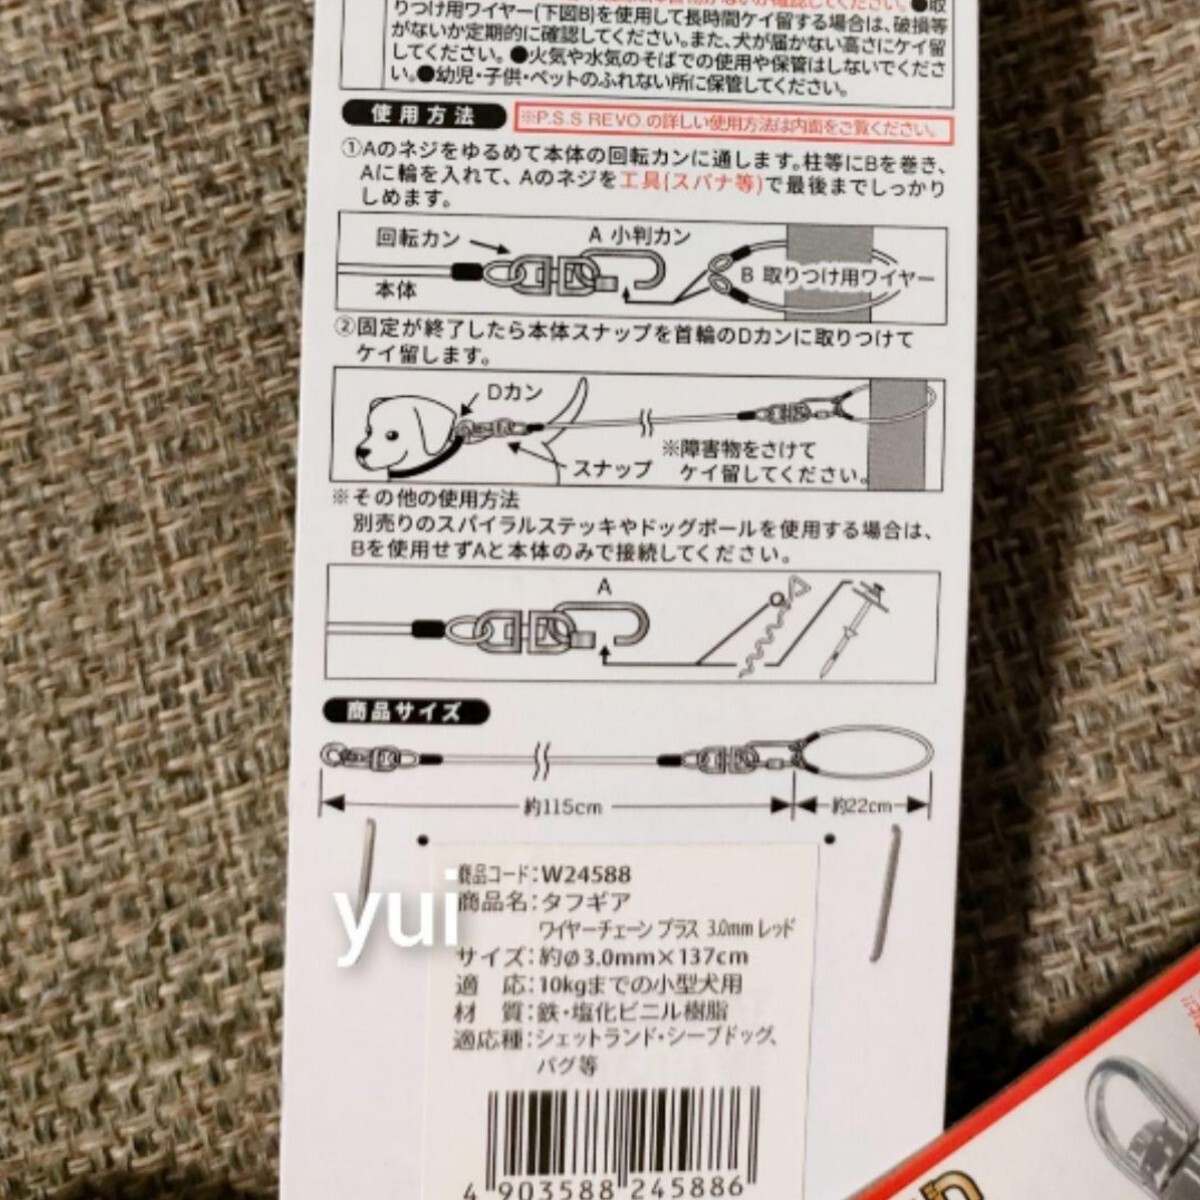 ●取
りつけ用ワイヤー(下図B)を使用して長時間ケイ留する場合は、破損等
がないか定期的に確認してください。また、犬が届かない高さにケイ留
してください。●火気や水気のそばでの使用や保管はしないでくださ
い。●幼児・子供・ペットのふれない所に保管してください。
使用方法 ※P.S.S REVO.の詳しい使用方法は内面をご覧ください。
①Aのネジをゆるめて本体の回転カンに通します。柱等にBを巻き、
Aに輪を入れて、Aのネジを工具(スパナ等)で最後までしっかり
しめます。
回転カン A 小判カン
本体 B 取りつけ用ワイヤー
②固定が終了したら本体スナップを首輪のDカンに取りつけて
ケイ留します。
Dカン
※障害物をさけて
スナップ ケイ留してください。
※その他の使用方法
別売りのスパイラルステッキやドッグポールを使用する場合は、
Bを使用せずAと本体のみで接続してください。
A
商品サイズ
約115cm 約22cm
商品コード:W24588
商品名:タフギア
ワイヤーチェーン プラス 3.0mm レッド
サイズ:約φ3.0mm×137cm
適 応:10kgまでの小型犬用
材 質:鉄・塩化ビニル樹脂
適応種:シェットランド・シープドッグ、
パグ等
4 903588 245886
yui